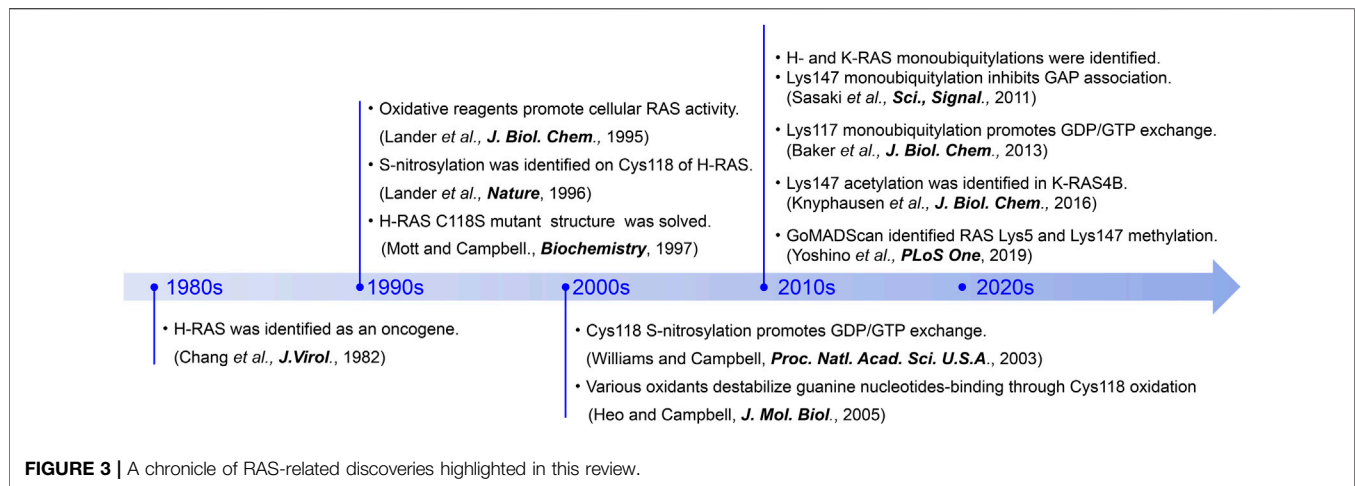 • Oxidative reagents promote cellular RAS activity.
(Lander et al., J. Biol. Chem., 1995)
• S-nitrosylation was identified on Cys118 of H-RAS.
(Lander et al., Nature, 1996)
• H-RAS C118S mutant structure was solved.
(Mott and Campbell., Biochemistry, 1997)
• H- and K-RAS monoubiquitylations were identified.
• Lys147 monoubiquitylation inhibits GAP association.
(Sasaki et al., Sci., Signal., 2011)
• Lys117 monoubiquitylation promotes GDP/GTP exchange.
(Baker et al., J. Biol. Chem., 2013)
• Lys147 acetylation was identified in K-RAS4B.
(Knyphausen et al., J. Biol. Chem., 2016)
• GoMADScan identified RAS Lys5 and Lys147 methylation.
(Yoshino et al., PLoS One, 2019)
1980s 1990s 2000s 2010s 2020s
• H-RAS was identified as an oncogene.
(Chang et al., J.Virol., 1982)
• Cys118 S-nitrosylation promotes GDP/GTP exchange.
(Williams and Campbell, Proc. Natl. Acad. Sci. U.S.A., 2003)
• Various oxidants destabilize guanine nucleotides-binding through Cys118 oxidation
(Heo and Campbell, J. Mol. Biol., 2005)
FIGURE 3 | A chronicle of RAS-related discoveries highlighted in this review.